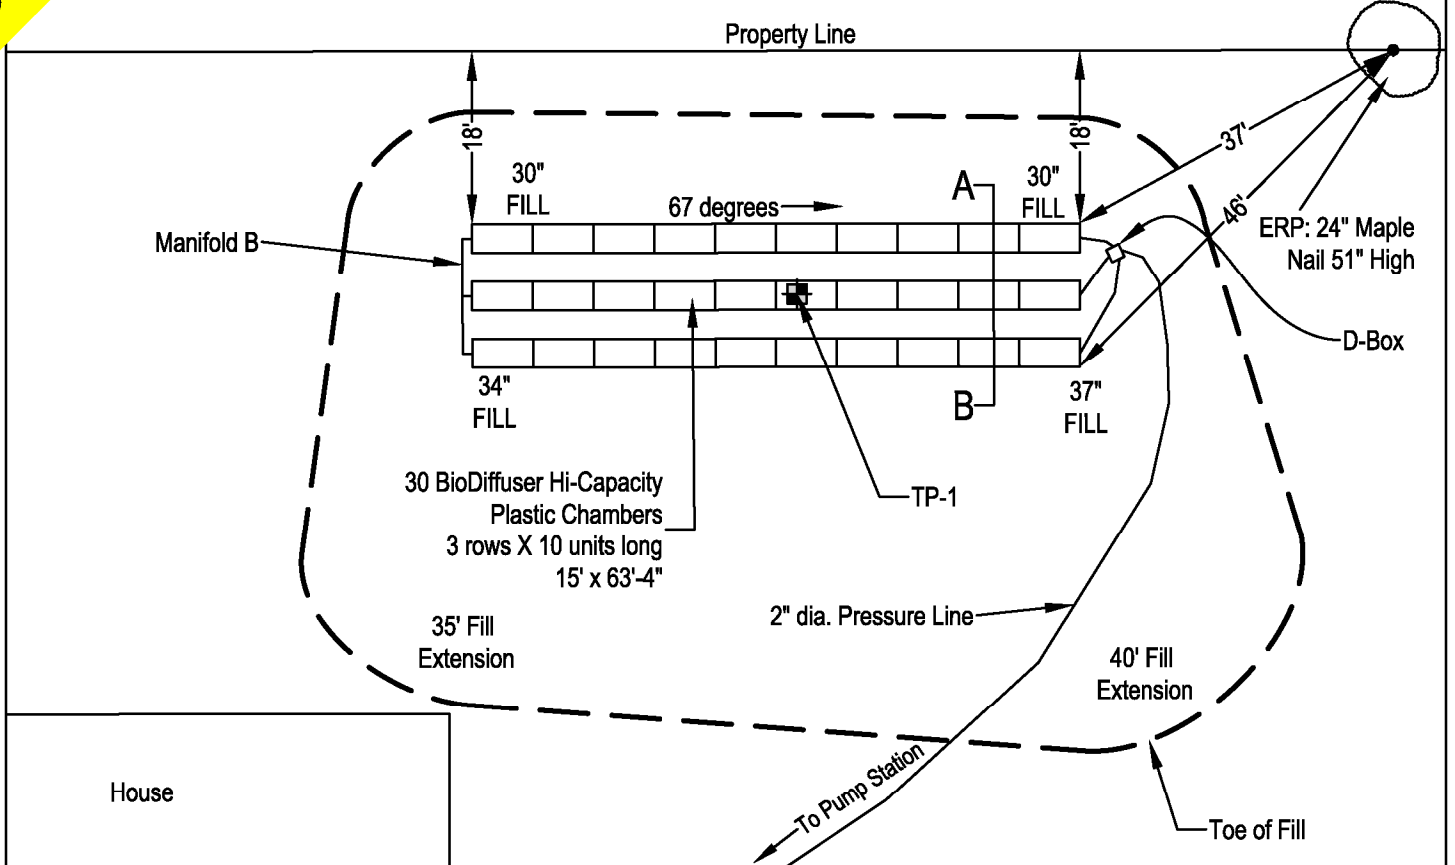 Property Line
18'
18'
37'
46'
30"
FILL
67 degrees
A
30"
FILL
ERP: 24" Maple
Nail 51" High
Manifold B
D-Box
34"
FILL
B
37"
FILL
30 BioDiffuser Hi-Capacity
Plastic Chambers
3 rows X 10 units long
15' x 63'-4"
TP-1
2" dia. Pressure Line
35' Fill
Extension
40' Fill
Extension
House
To Pump Station
Toe of Fill